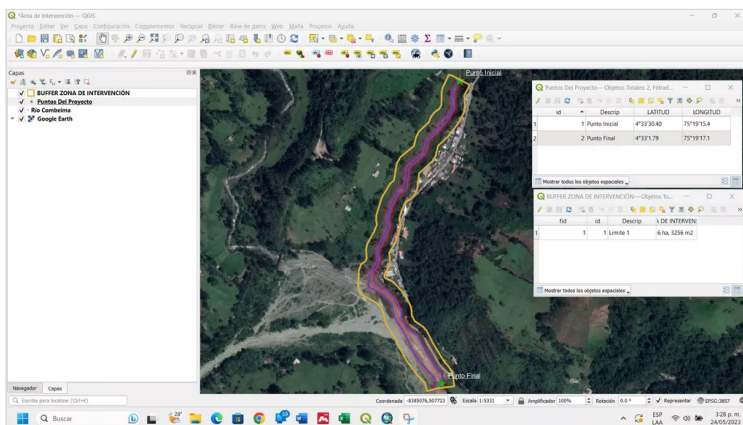 *Área de intervención — QGIS
Proyecto Editar Ver Capa Configuración Complementos Vectorial Ráster Base de datos Web Malla Procesos Ayuda
Capas
BUFFER ZONA DE INTERVENCIÓN
Puntos Del Proyecto
Rio Combeima
Google Earth
Punto Inicial
Punto Final
Puntos Del Proyecto— Objetos Totales: 2, Filtrad...
id Descrip LATITUD LONGITUD
1 1 Punto Inicial 4°33'30.40 75°19'15.4
2 2 Punto Final 4°33'1.79 75°19'17.1
Mostrar todos los objetos espaciales
BUFFER ZONA DE INTERVENCIÓN— Objetos To...
fid id Descrip \ DE INTERVEN
1 1 1 Limite 1 6 ha, 3256 m2
Mostrar todos los objetos espaciales
Navegador Capas
Escriba para localizar (Ctrl+K)
Coordenada -8385076,507723 Escala 1:5331 Amplificador 100% Rotación 0,0 ° Representar EPSG:3857
Buscar
28°
ESP
LAA
3:28 p. m.
24/05/2023